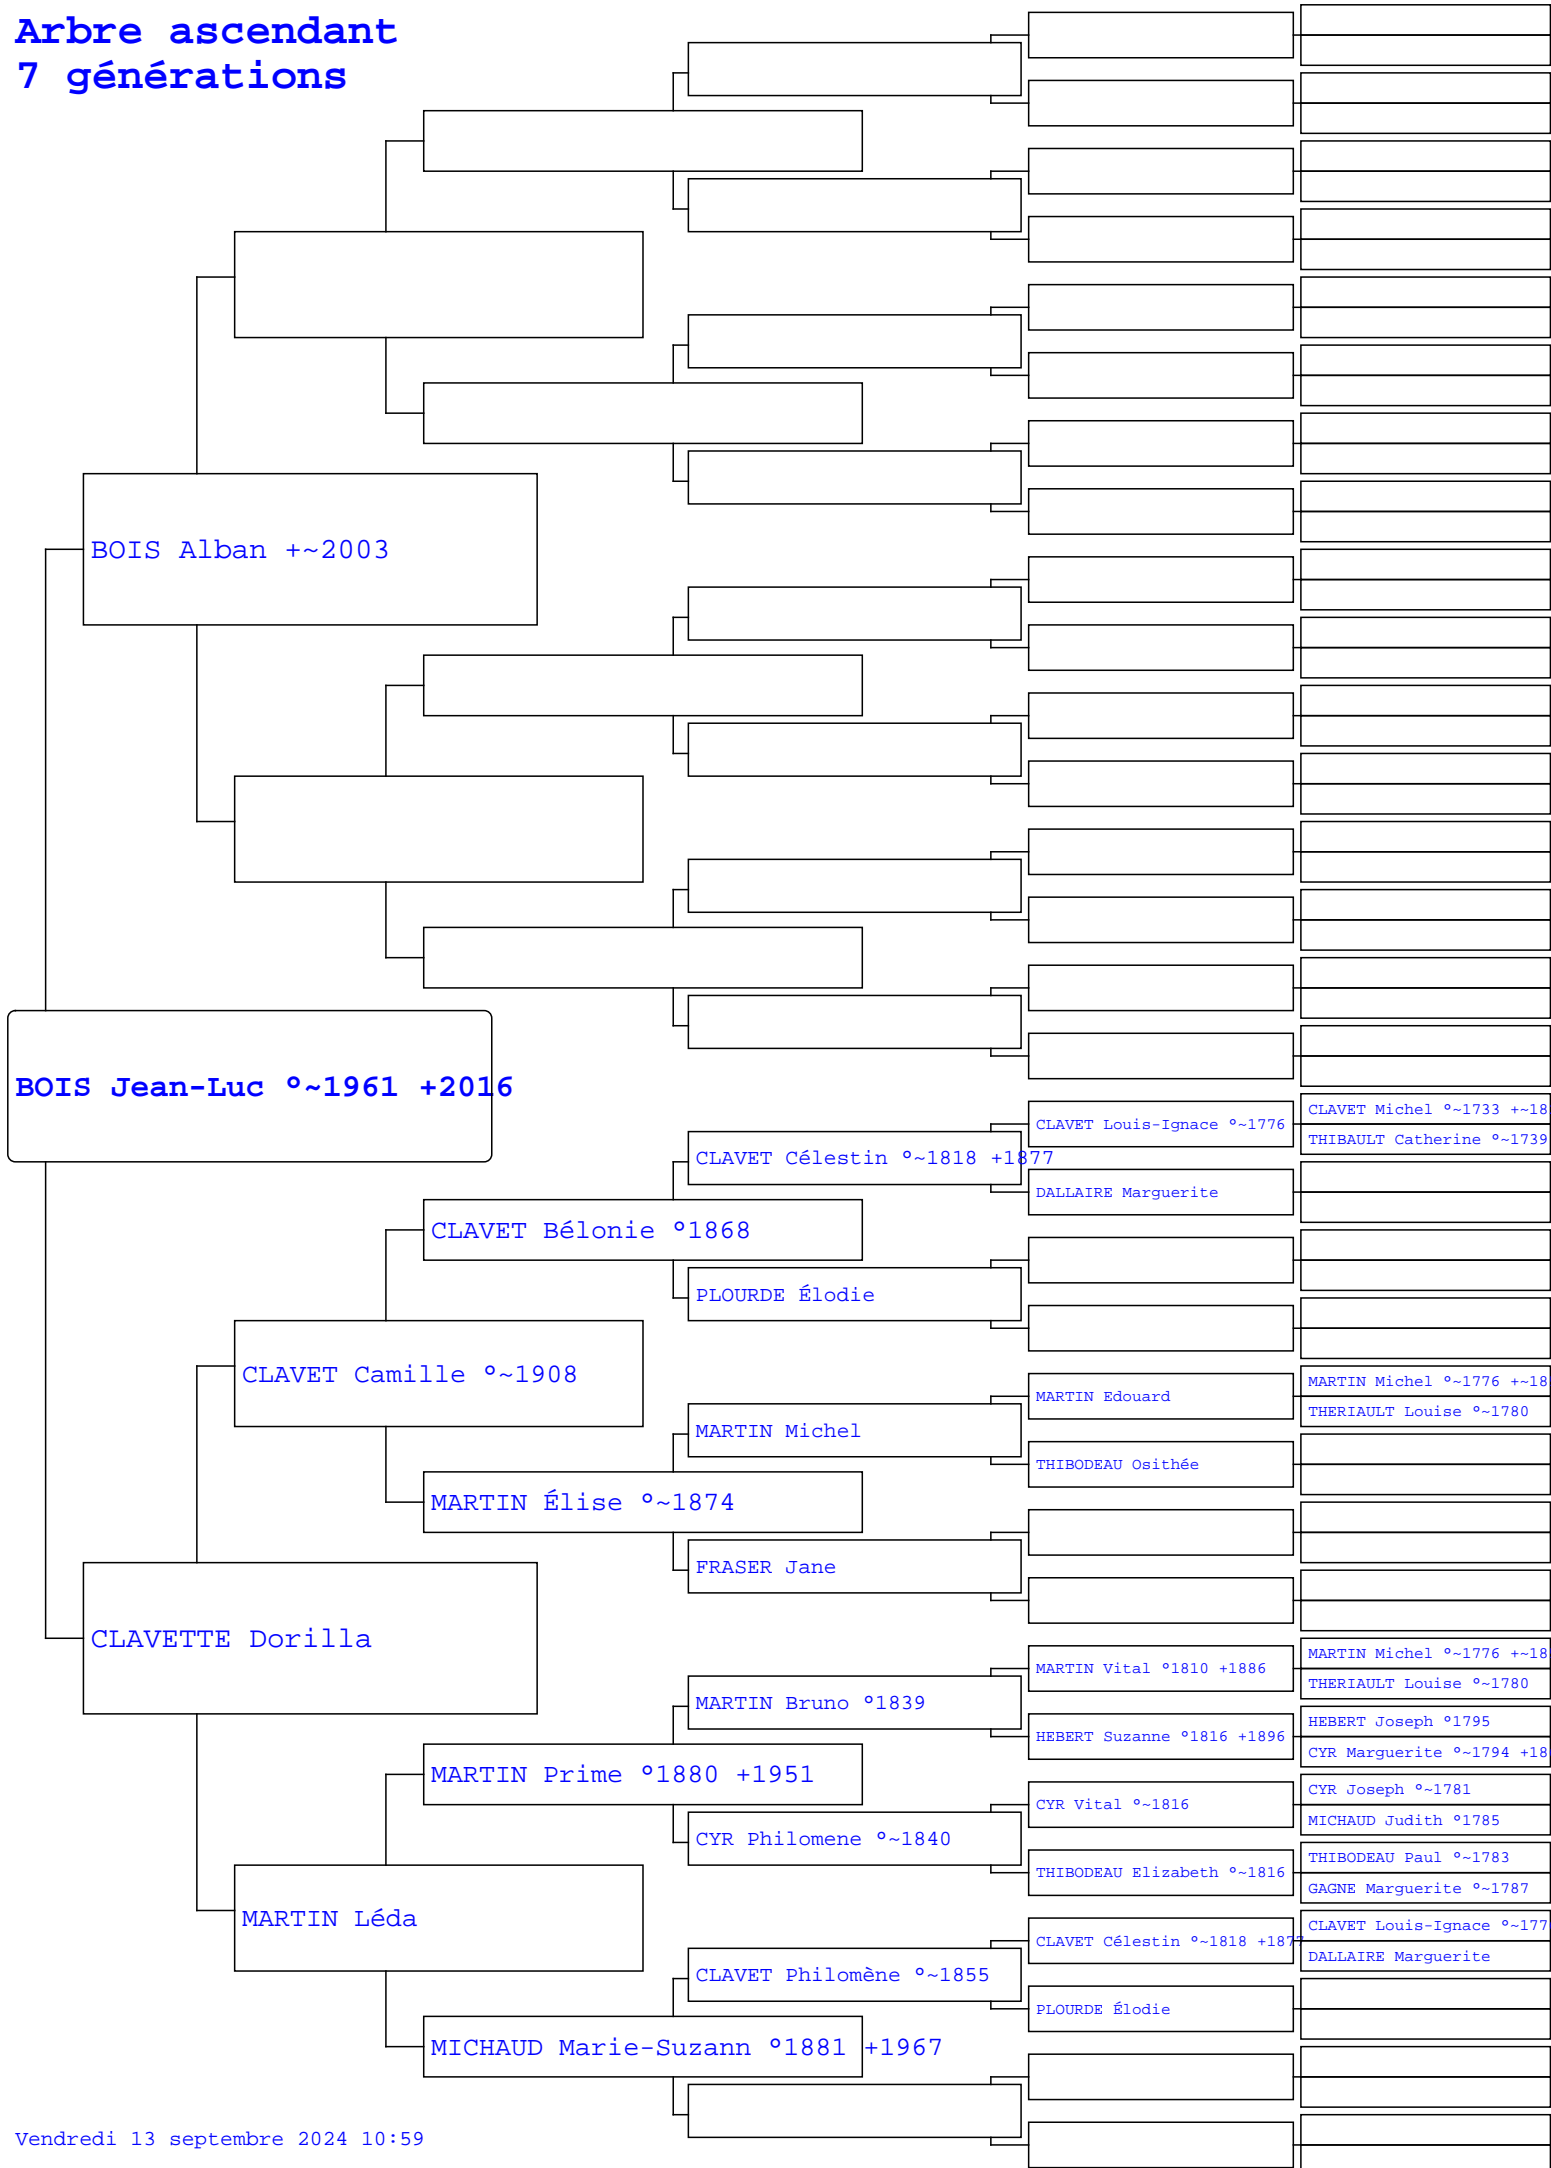 Arbre ascendant
7 générations
BOIS Alban +~2003
BOIS Jean-Luc °~1961 +2016
CLAVET Michel °~1733 +~18
CLAVET Louis-Ignace °~1776
THIBAULT Catherine °~1739
CLAVET Célestin °~1818 +1877
DALLAIRE Marguerite
CLAVET Bélonie °1868
PLOURDE Élodie
CLAVET Camille °~1908
MARTIN Michel °~1776 +~18
MARTIN Edouard
THERIAULT Louise °~1780
MARTIN Michel
THIBODEAU Osithée
MARTIN Élise °~1874
FRASER Jane
CLAVETTE Dorilla
MARTIN Michel °~1776 +~18
MARTIN Vital °1810 +1886
THERIAULT Louise °~1780
MARTIN Bruno °1839
HEBERT Joseph °1795
HEBERT Suzanne °1816 +1896
CYR Marguerite °~1794 +18
MARTIN Prime °1880 +1951
CYR Joseph °~1781
CYR Vital °~1816
MICHAUD Judith °1785
CYR Philomene °~1840
THIBODEAU Paul °~1783
THIBODEAU Elizabeth °~1816
GAGNE Marguerite °~1787
MARTIN Léda
CLAVET Louis-Ignace °~177
CLAVET Célestin °~1818 +1877
DALLAIRE Marguerite
CLAVET Philomène °~1855
PLOURDE Élodie
MICHAUD Marie-Suzann °1881 +1967
Vendredi 13 septembre 2024 10:59